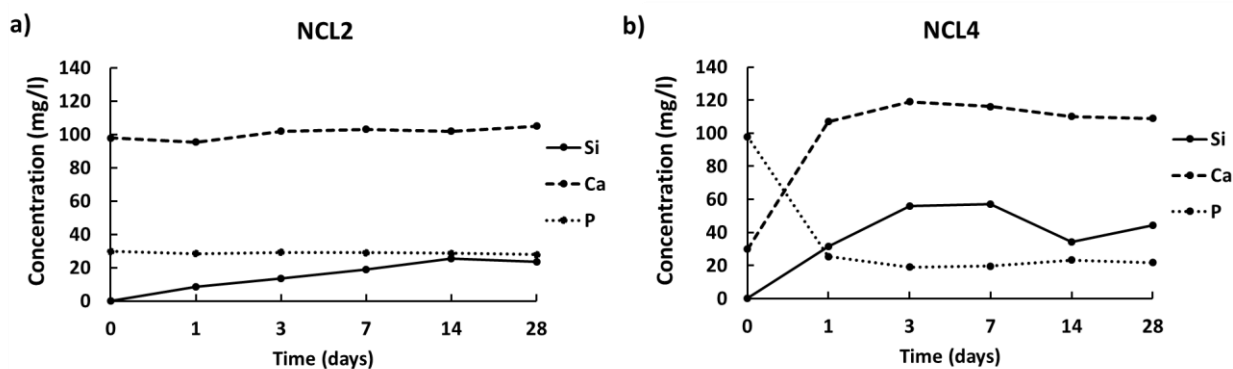 a)
NCL2
Concentration (mg/l)
140
120
100
80
60
40
20
0
0 1 3 7 14 28
Time (days)
Si
Ca
P
b)
NCL4
Concentration (mg/l)
140
120
100
80
60
40
20
0
0 1 3 7 14 28
Time (days)
Si
Ca
P